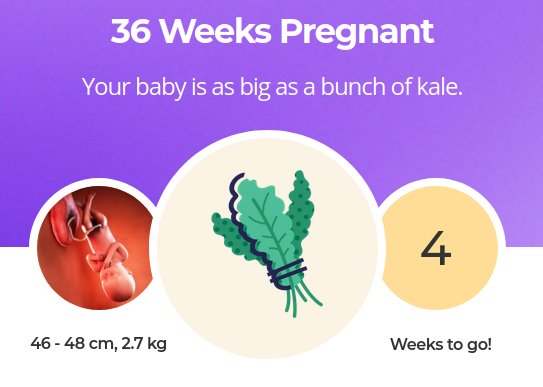 36 Weeks Pregnant
Your baby is as big as a bunch of kale.
4
46 - 48 cm, 2.7 kg
Weeks to go!